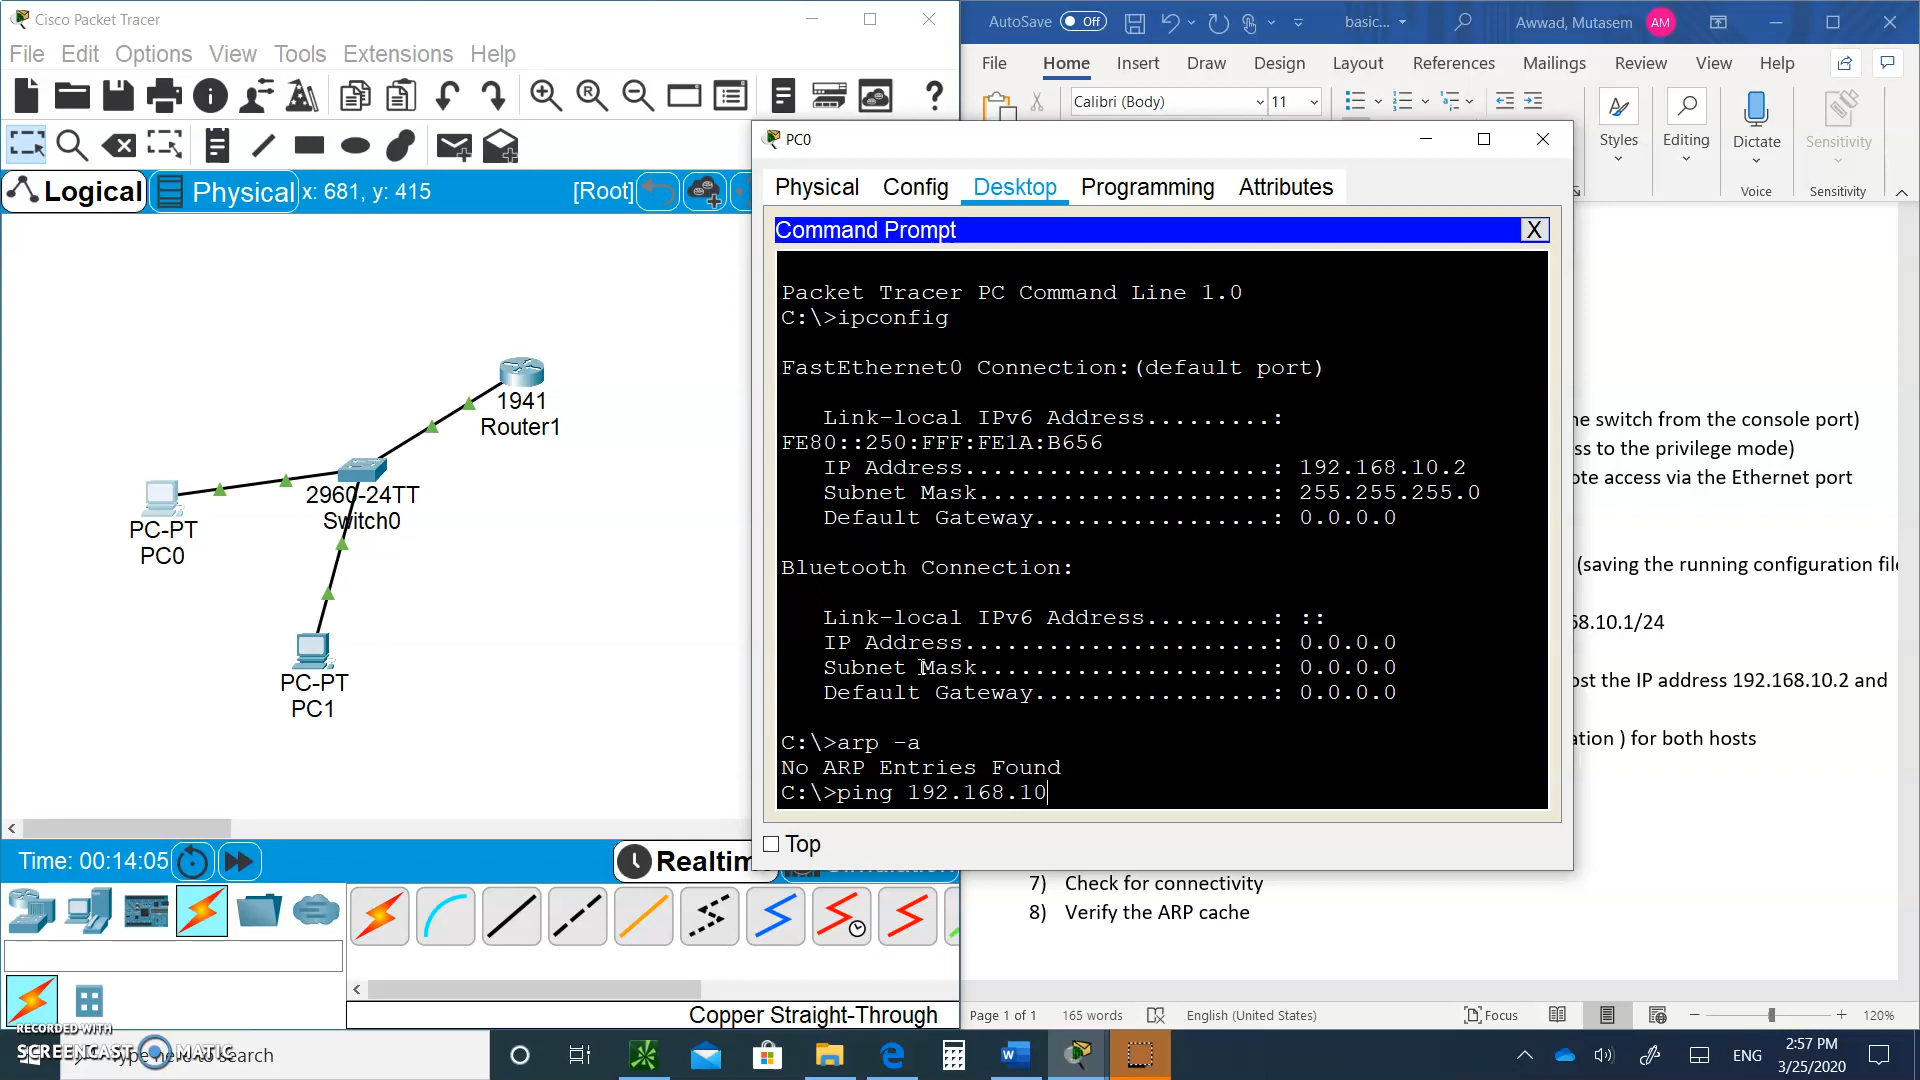 Cisco Packet Tracer
File Edit Options View Tools Extensions Help
Logical Physical x: 681, y: 415 [Root]
1941
Router1
2960-24TT
Switch0
PC-PT
PC0
PC-PT
PC1
Time: 00:14:05
Realtime
Simulation
Copper Straight-Through
AutoSave Off basic... Awwad, Mutasem AM
File Home Insert Draw Design Layout References Mailings Review View Help
Calibri (Body) 11
Styles Editing Dictate Sensitivity
Voice Sensitivity
PC0
Physical Config Desktop Programming Attributes
Command Prompt X
Packet Tracer PC Command Line 1.0
C:\>ipconfig
FastEthernet0 Connection:(default port)
Link-local IPv6 Address.........:
FE80::250:FFF:FE1A:B656
IP Address......................: 192.168.10.2
Subnet Mask.....................: 255.255.255.0
Default Gateway.................: 0.0.0.0
Bluetooth Connection:
Link-local IPv6 Address.........: ::
IP Address......................: 0.0.0.0
Subnet Mask.....................: 0.0.0.0
Default Gateway.................: 0.0.0.0
C:\>arp -a
No ARP Entries Found
C:\>ping 192.168.10
Top
he switch from the console port)
ss to the privilege mode)
ote access via the Ethernet port
(saving the running configuration file
68.10.1/24
ost the IP address 192.168.10.2 and
ation ) for both hosts
7) Check for connectivity
8) Verify the ARP cache
Page 1 of 1 165 words English (United States) Focus 120%
RECORDED WITH
SCREENCAST MATIC
Type here to search
ENG
2:57 PM
3/25/2020